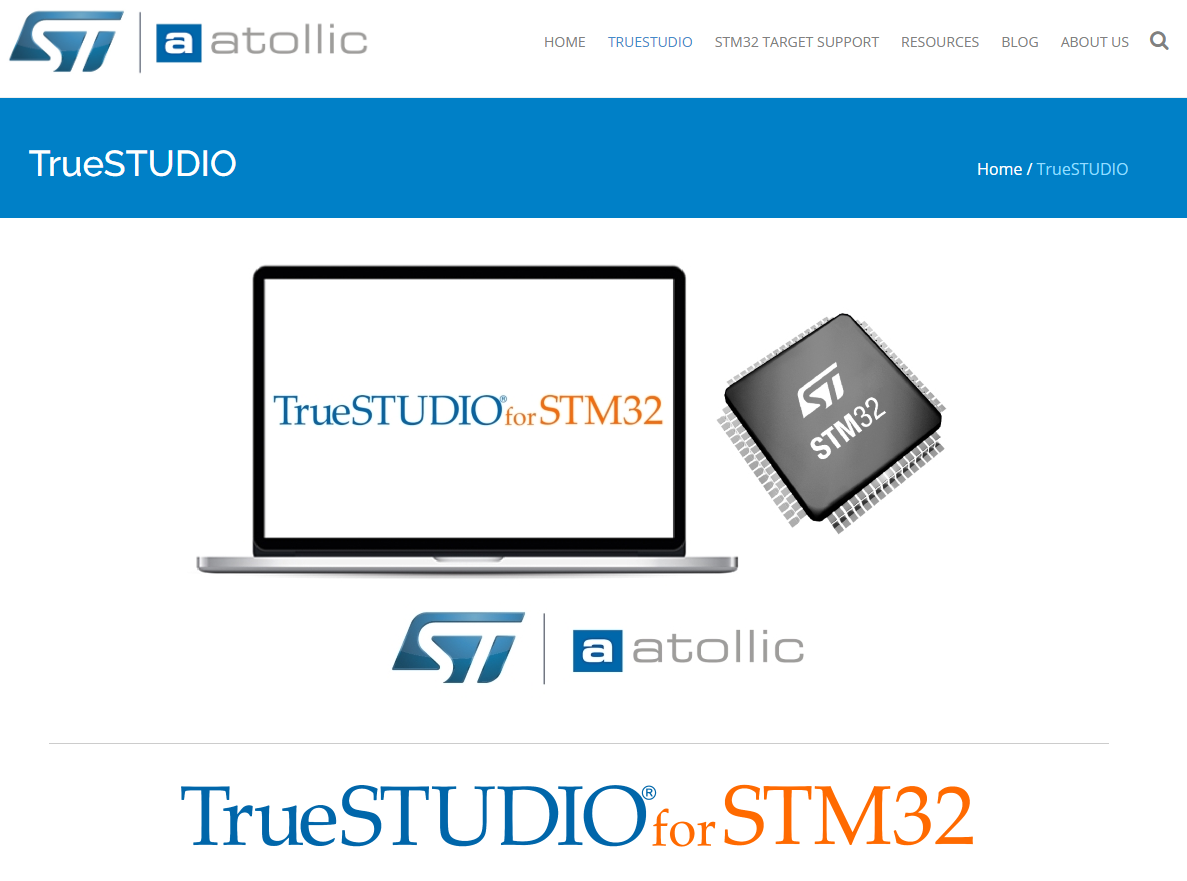 ST a atollic
HOME TRUESTUDIO STM32 TARGET SUPPORT RESOURCES BLOG ABOUT US
TrueSTUDIO
Home / TrueSTUDIO
TrueSTUDIO® for STM32
ST
STM32
ST a atollic
TrueSTUDIO® for STM32